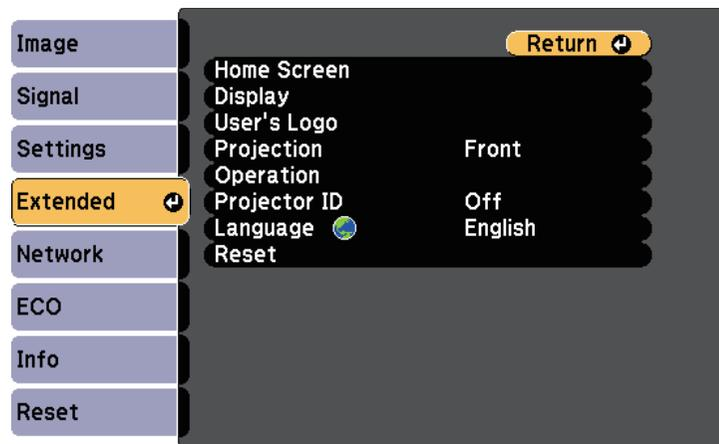 Image
Signal
Settings
Extended
Network
ECO
Info
Reset
Return
Home Screen
Display
User's Logo
Projection Front
Operation
Projector ID Off
Language English
Reset